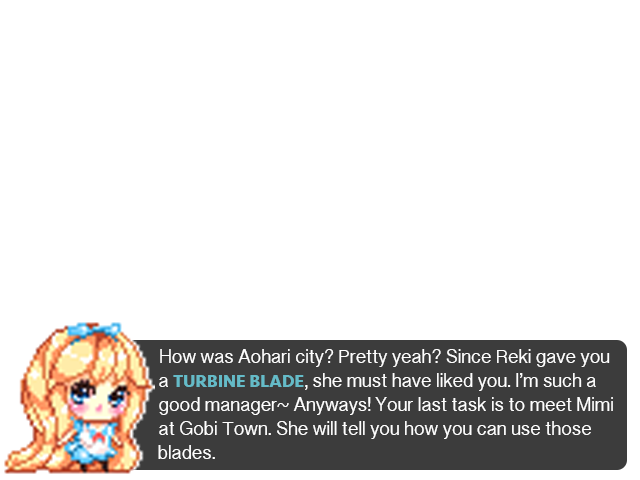 How was Aohari city? Pretty yeah? Since Reki gave you
a TURBINE BLADE, she must have liked you. I'm such a
good manager~ Anyways! Your last task is to meet Mimi
at Gobi Town. She will tell you how you can use those
blades.